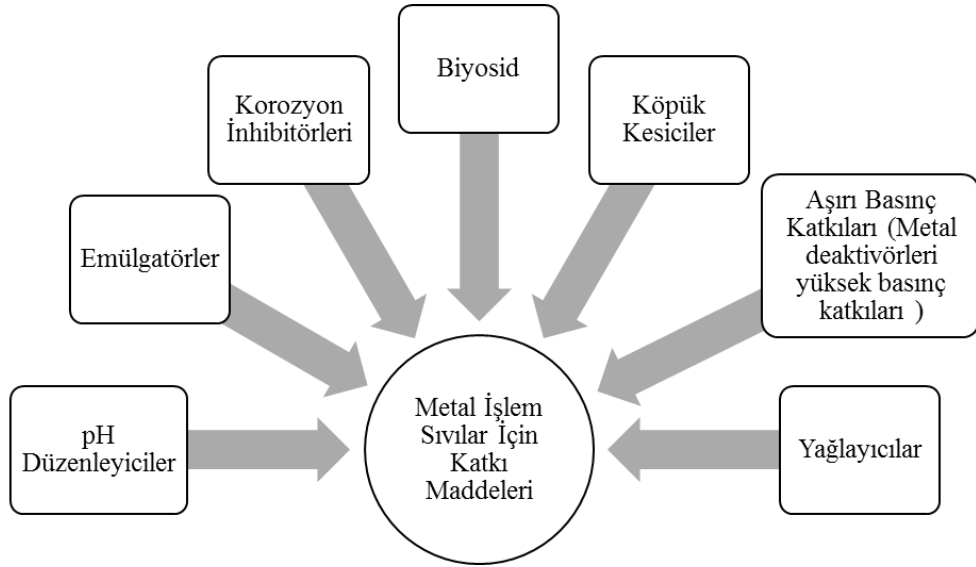 Biyosid
Korozyon
İnhibitörleri
Köpük
Kesiciler
Emülgatörler
Aşırı Basınç
Katkıları (Metal
deaktivörleri
yüksek basınç
katkıları )
pH
Düzenleyiciler
Metal İşlem
Sıvılar İçin
Katkı
Maddeleri
Yağlayıcılar